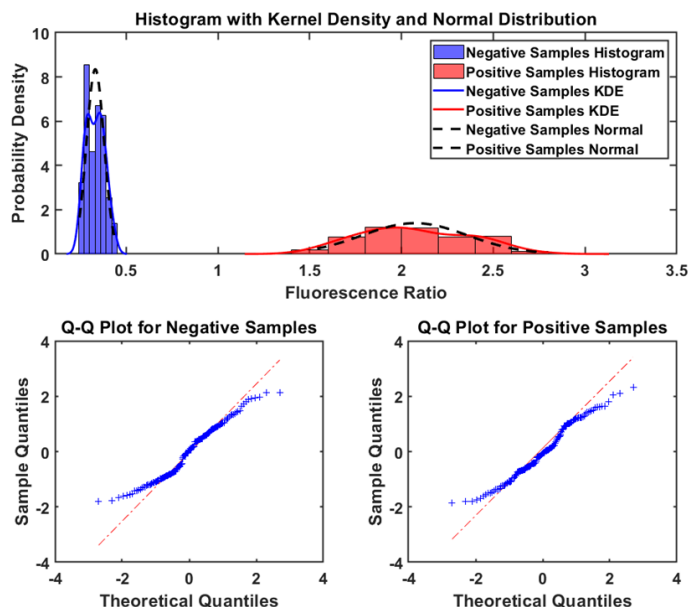 Histogram with Kernel Density and Normal Distribution
10
8
6
4
2
0
Probability Density
Negative Samples Histogram
Positive Samples Histogram
Negative Samples KDE
Positive Samples KDE
Negative Samples Normal
Positive Samples Normal
0.5 1 1.5 2 2.5 3 3.5
Fluorescence Ratio
Q-Q Plot for Negative Samples
4
2
0
-2
-4
Sample Quantiles
-4 -2 0 2 4
Theoretical Quantiles
Q-Q Plot for Positive Samples
4
2
0
-2
-4
Sample Quantiles
-4 -2 0 2 4
Theoretical Quantiles